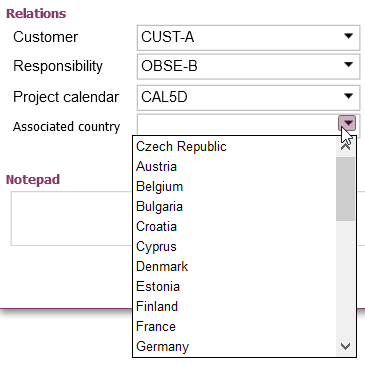 Relations
Customer CUST-A
Responsibility OBSE-B
Project calendar CAL5D
Associated country
Czech Republic
Austria
Belgium
Bulgaria
Croatia
Cyprus
Denmark
Estonia
Finland
France
Germany
Notepad